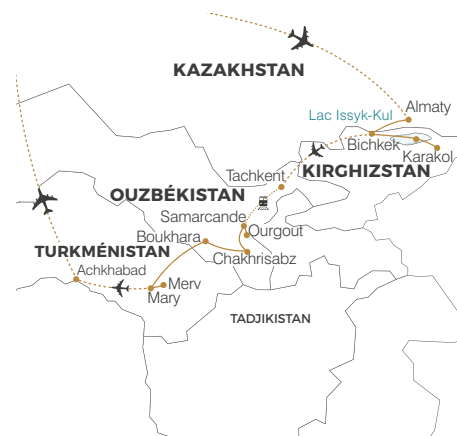 KAZAKHSTAN
Almaty
Lac Issyk-Kul
Bichkek
Karakol
KIRGHIZSTAN
Tachkent
OUZBÉKISTAN
Samarcande
Ourgout
Boukhara
TURKMÉNISTAN
Chakhrisabz
Achkhabad
Merv
Mary
TADJIKISTAN